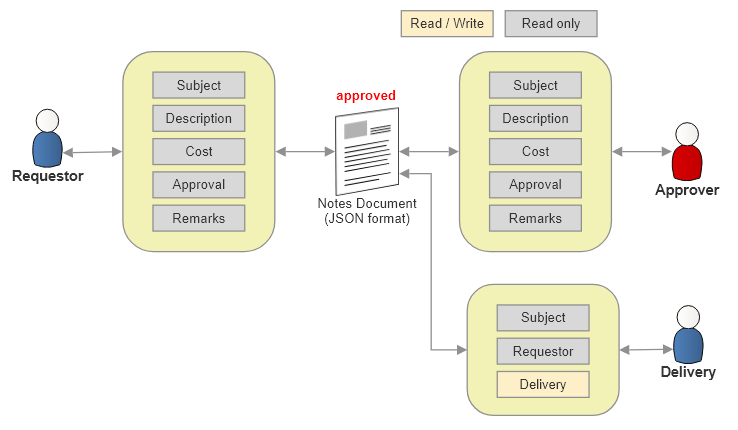 Read / Write
Read only
Subject
Description
Cost
Approval
Remarks
Requestor
approved
Notes Document
(JSON format)
Subject
Description
Cost
Approval
Remarks
Approver
Subject
Requestor
Delivery
Delivery